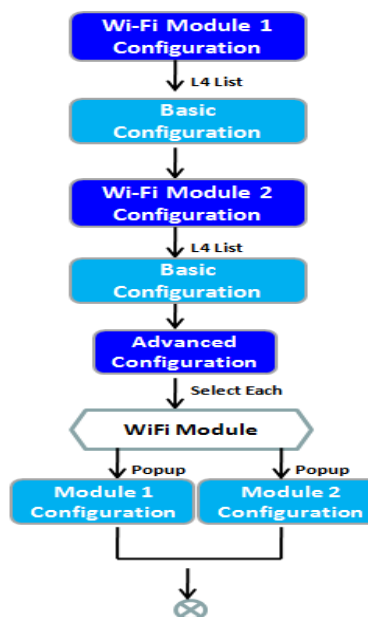 Wi-Fi Module 1
Configuration
L4 List
Basic
Configuration
Wi-Fi Module 2
Configuration
L4 List
Basic
Configuration
Advanced
Configuration
Select Each
WiFi Module
Popup
Popup
Module 1
Configuration
Module 2
Configuration